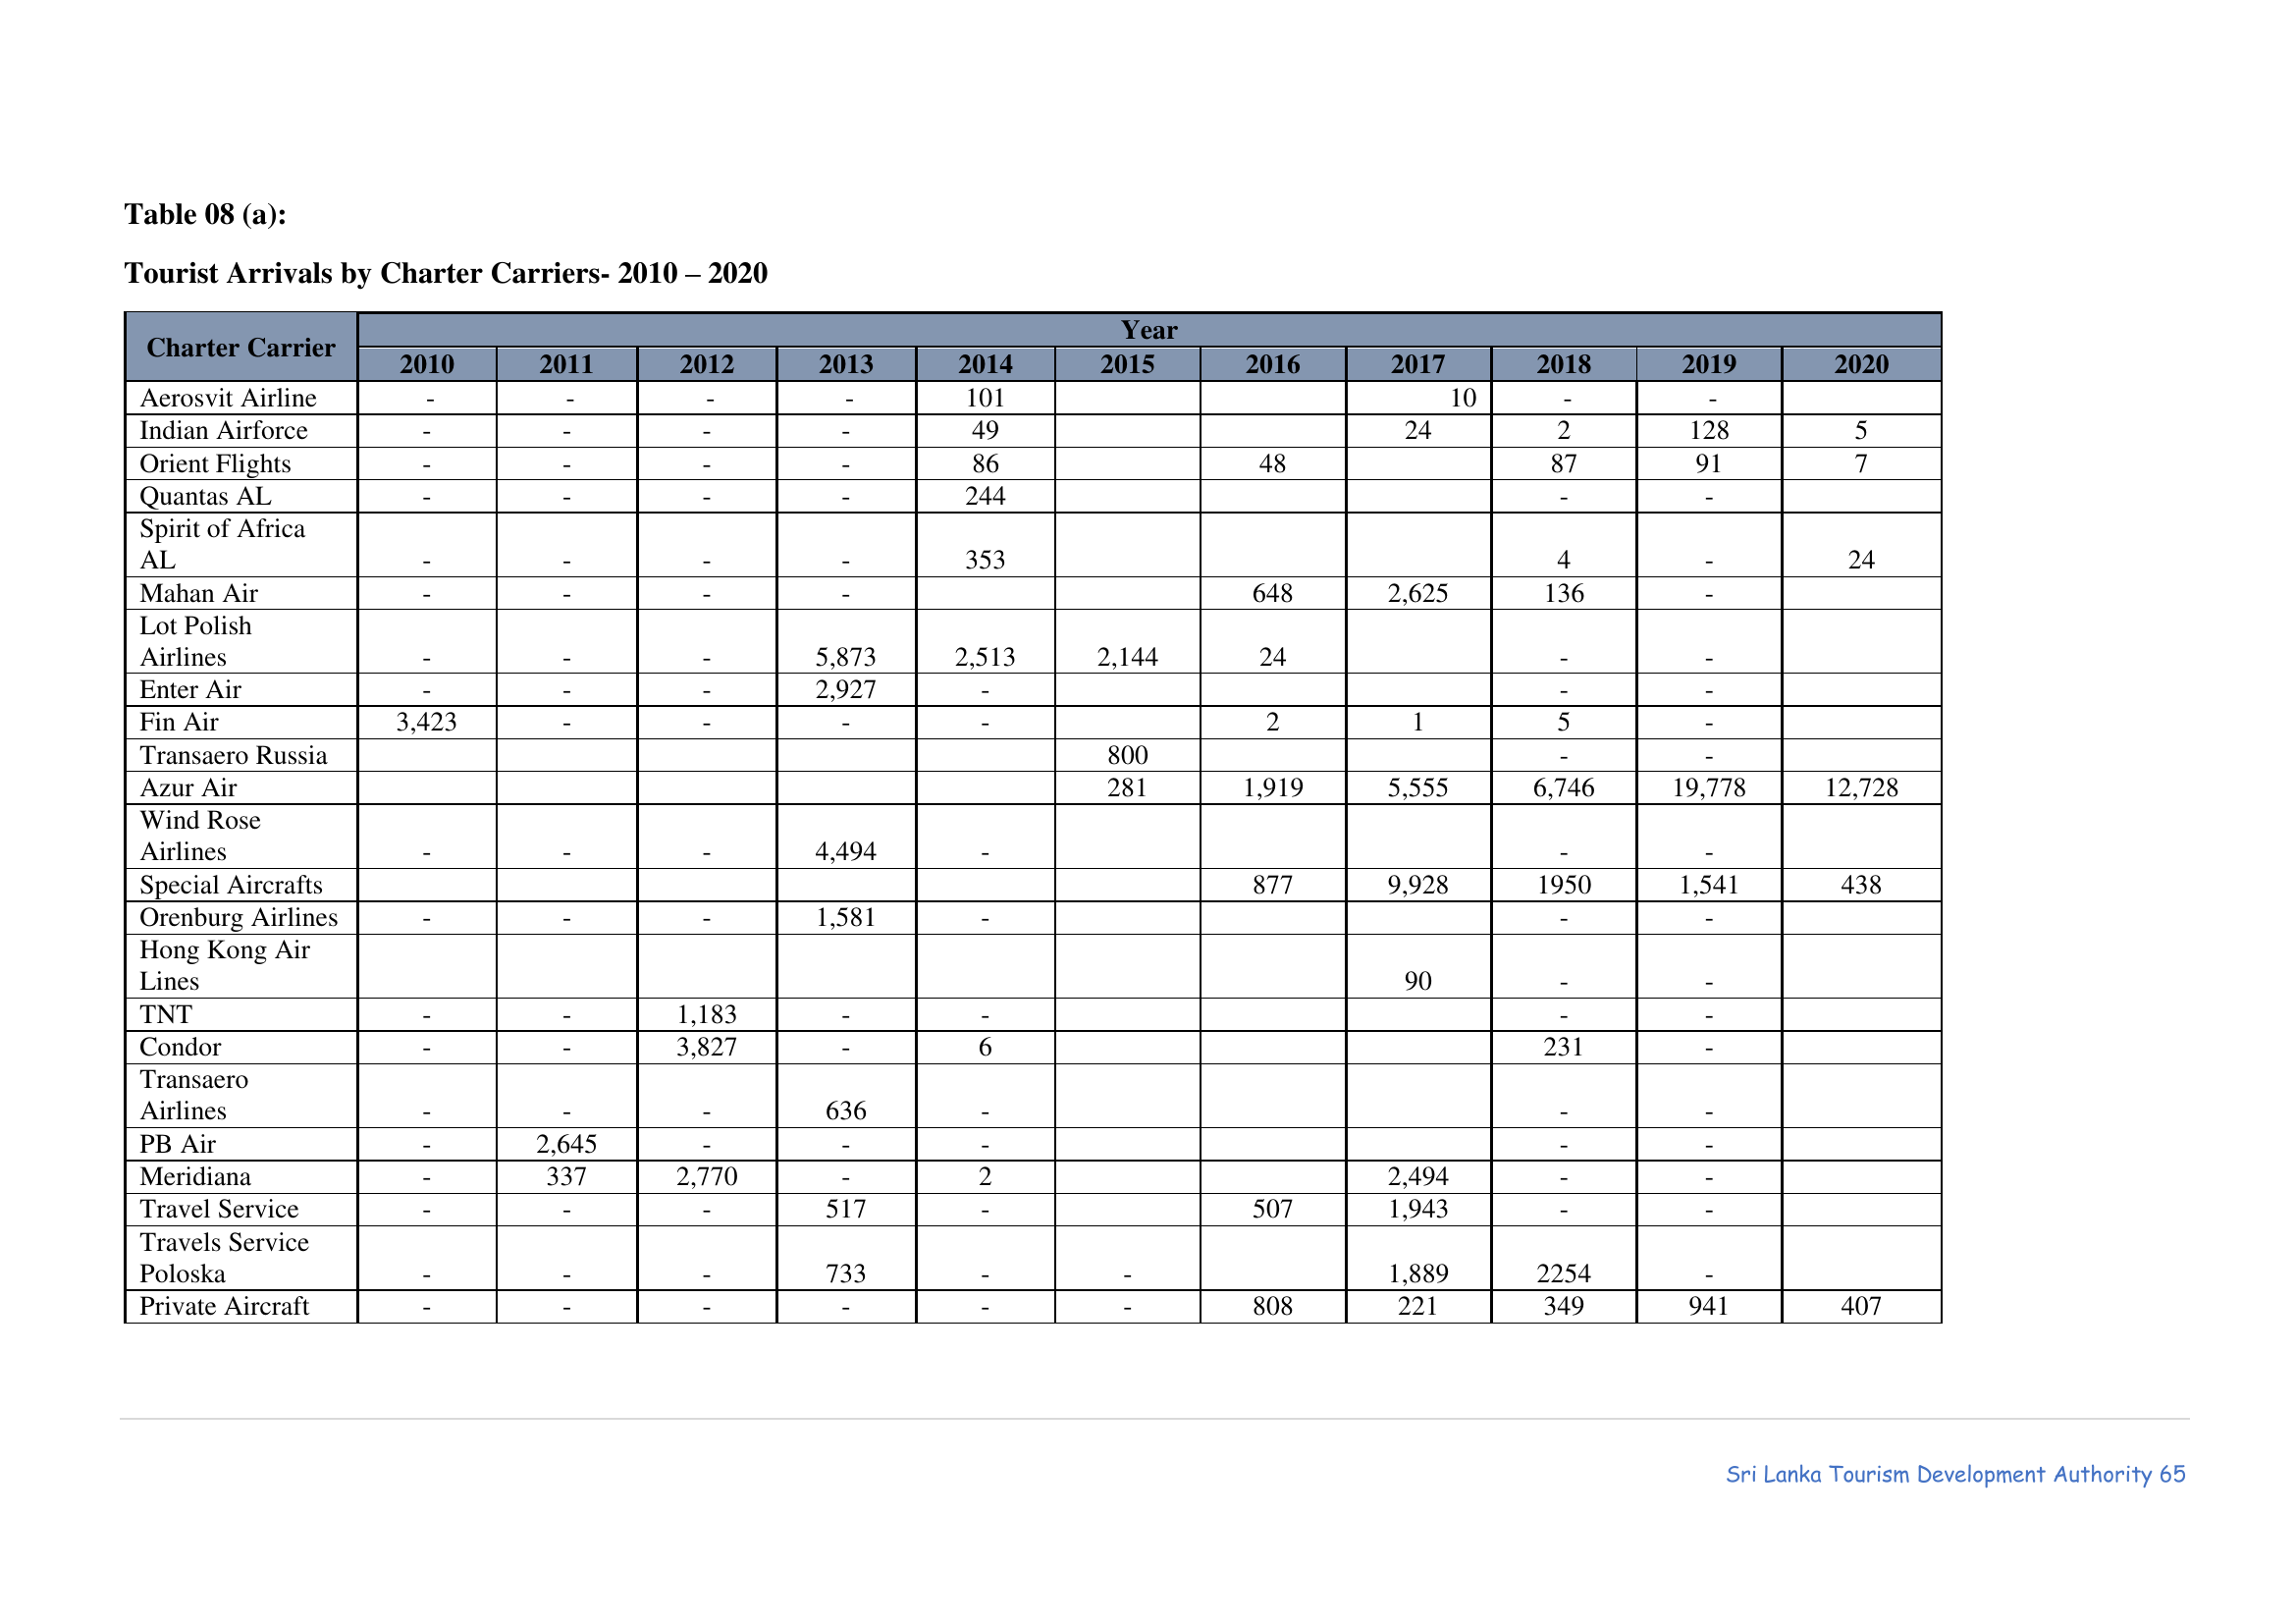 Table 08 (a):
Tourist Arrivals by Charter Carriers- 2010 – 2020
Charter Carrier Year
2010 2011 2012 2013 2014 2015 2016 2017 2018 2019 2020
Aerosvit Airline - - - - 101 10 - -
Indian Airforce - - - - 49 24 2 128 5
Orient Flights - - - - 86 48 87 91 7
Quantas AL - - - - 244 - -
Spirit of Africa
AL - - - - 353 4 - 24
Mahan Air - - - - 648 2,625 136 -
Lot Polish
Airlines - - - 5,873 2,513 2,144 24 - -
Enter Air - - - 2,927 - - -
Fin Air 3,423 - - - - 2 1 5 -
Transaero Russia 800 - -
Azur Air 281 1,919 5,555 6,746 19,778 12,728
Wind Rose
Airlines - - - 4,494 - - -
Special Aircrafts 877 9,928 1950 1,541 438
Orenburg Airlines - - - 1,581 - - -
Hong Kong Air
Lines 90 - -
TNT - - 1,183 - - - -
Condor - - 3,827 - 6 231 -
Transaero
Airlines - - - 636 - - -
PB Air - 2,645 - - - - -
Meridiana - 337 2,770 - 2 2,494 - -
Travel Service - - - 517 - 507 1,943 - -
Travels Service
Poloska - - - 733 - - 1,889 2254 -
Private Aircraft - - - - - - 808 221 349 941 407
Sri Lanka Tourism Development Authority 65